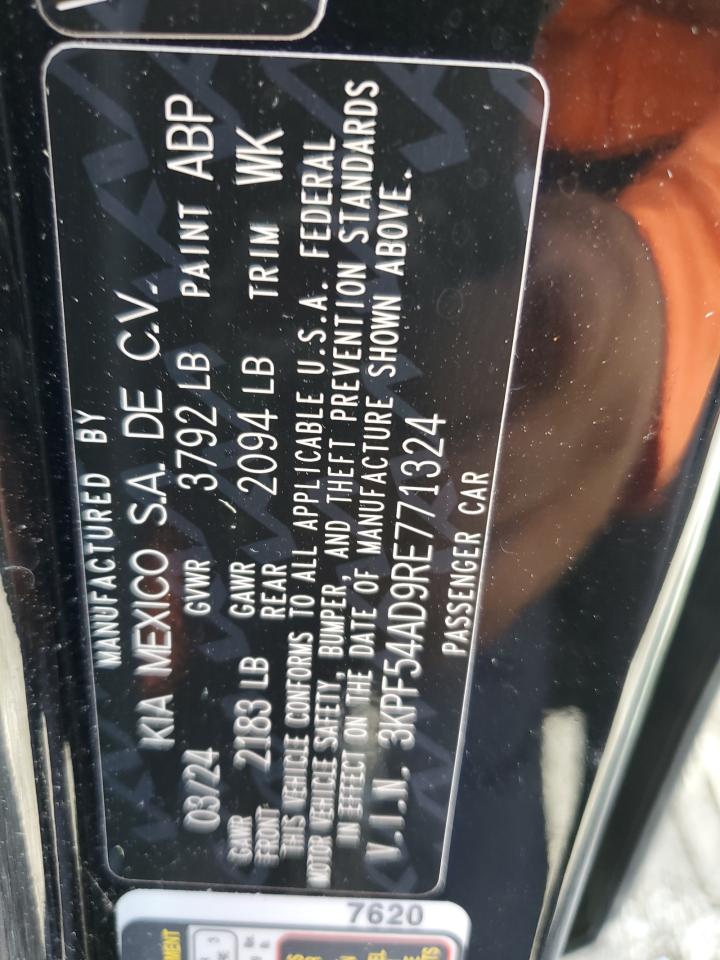 MANUFACTURED BY
KIA MEXICO S.A. DE C.V.
03/24 GVWR 3792 LB PAINT ABP
GAWR FRONT 2183 LB GAWR REAR 2094 LB TRIM WK
THIS VEHICLE CONFORMS TO ALL APPLICABLE U.S.A. FEDERAL
MOTOR VEHICLE SAFETY, BUMPER, AND THEFT PREVENTION STANDARDS
IN EFFECT ON THE DATE OF MANUFACTURE SHOWN ABOVE.
V.I.N. 3KPF54AD9RE771324
PASSENGER CAR
7620